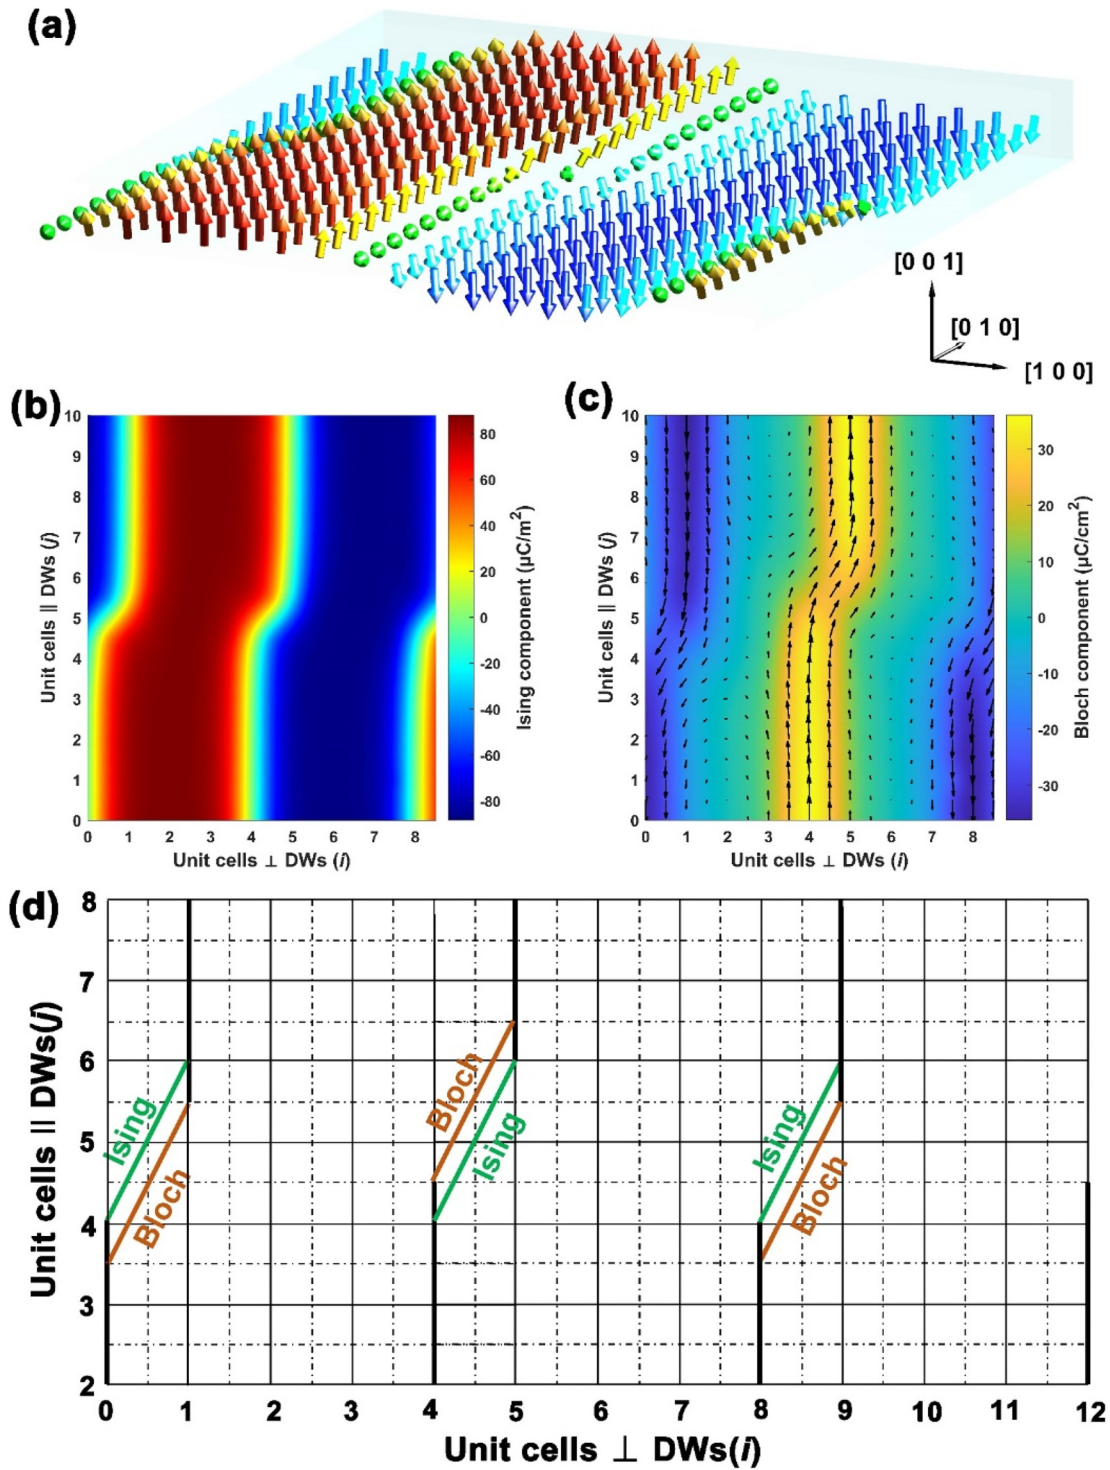 (a)
[0 0 1]
[0 1 0]
[1 0 0]
(b)
10
9
8
7
6
5
4
3
2
1
0
Unit cells || DWs (j)
0 1 2 3 4 5 6 7 8
Unit cells ⊥ DWs (i)
80
60
40
20
0
-20
-40
-60
-80
Ising component (µC/m²)
(c)
10
9
8
7
6
5
4
3
2
1
0
Unit cells || DWs (j)
0 1 2 3 4 5 6 7 8
Unit cells ⊥ DWs (i)
30
20
10
0
-10
-20
-30
Bloch component (µC/cm²)
(d)
8
7
6
5
4
3
2
Unit cells || DWs(j)
Ising
Bloch
Bloch
Ising
Ising
Bloch
0 1 2 3 4 5 6 7 8 9 10 11 12
Unit cells ⊥ DWs(i)